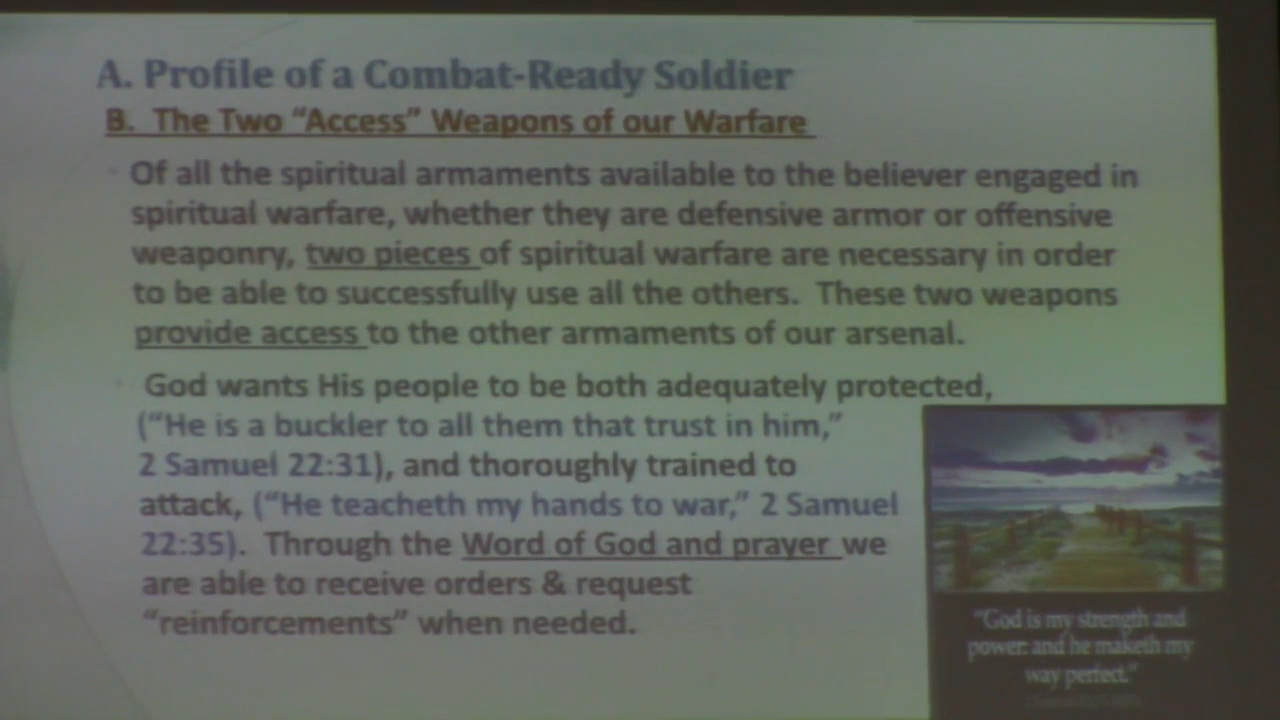 A. Profile of a Combat-Ready Soldier
B. The Two “Access” Weapons of our Warfare
Of all the spiritual armaments available to the believer engaged in
spiritual warfare, whether they are defensive armor or offensive
weaponry, two pieces of spiritual warfare are necessary in order
to be able to successfully use all the others. These two weapons
provide access to the other armaments of our arsenal.
God wants His people to be both adequately protected,
(“He is a buckler to all them that trust in him,”
2 Samuel 22:31), and thoroughly trained to
attack, (“He teacheth my hands to war,” 2 Samuel
22:35). Through the Word of God and prayer we
are able to receive orders & request
“reinforcements” when needed.
“God is my strength and
power: and he maketh my
way perfect.”